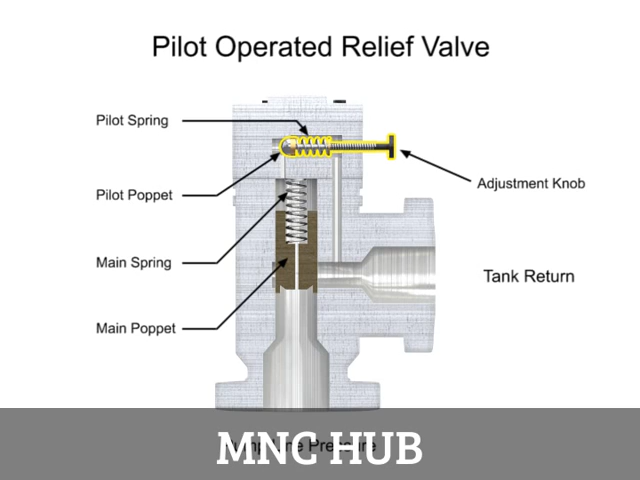 Pilot Operated Relief Valve
Pilot Spring
Pilot Poppet
Adjustment Knob
Main Spring
Tank Return
Main Poppet
MNC HUB